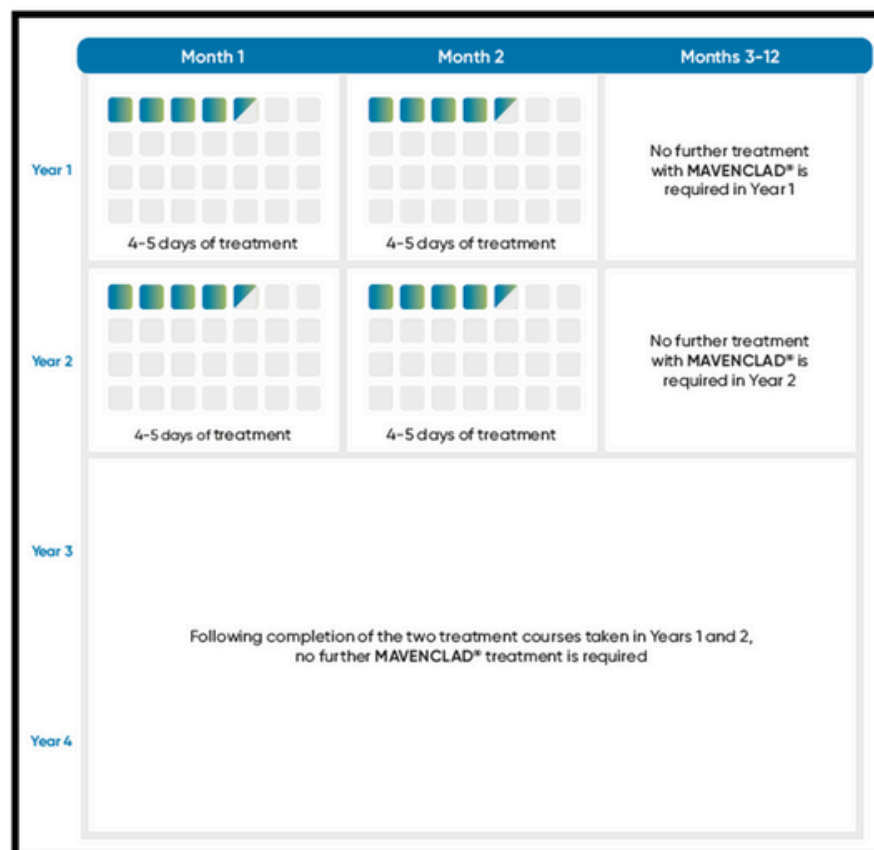 Month 1
Month 2
Months 3-12
Year 1
4-5 days of treatment
4-5 days of treatment
No further treatment
with MAVENCLAD® is
required in Year 1
Year 2
4-5 days of treatment
4-5 days of treatment
No further treatment
with MAVENCLAD® is
required in Year 2
Year 3
Following completion of the two treatment courses taken in Years 1 and 2,
no further MAVENCLAD® treatment is required
Year 4